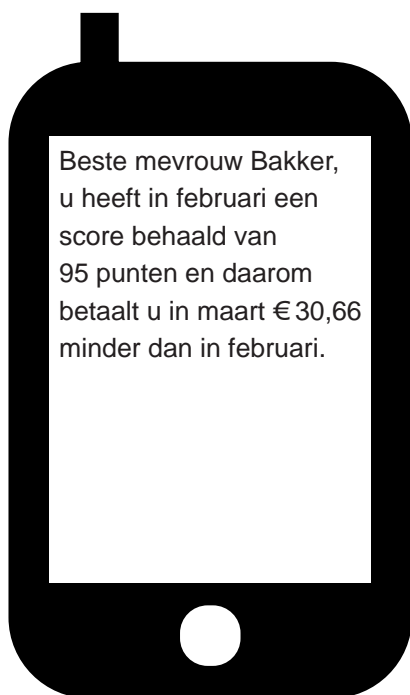 Beste mevrouw Bakker,
u heeft in februari een
score behaald van
95 punten en daarom
betaalt u in maart € 30,66
minder dan in februari.